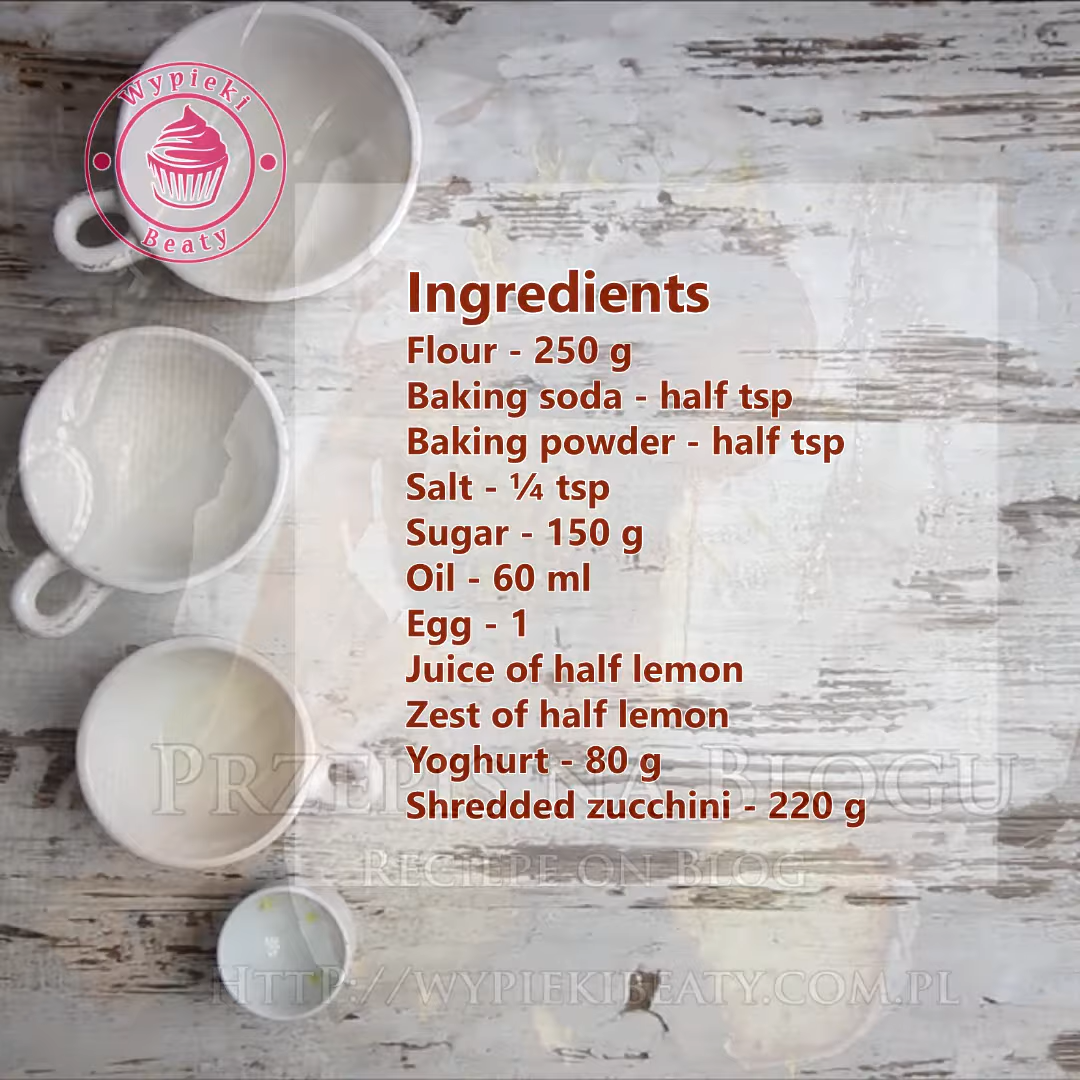 Wypieki
Beaty
Ingredients
Flour - 250 g
Baking soda - half tsp
Baking powder - half tsp
Salt - ¼ tsp
Sugar - 150 g
Oil - 60 ml
Egg - 1
Juice of half lemon
Zest of half lemon
Yoghurt - 80 g
Przepis na Blogu
Shredded zucchini - 220 g
Reciepe on Blog
http://wypiekibeaty.com.pl